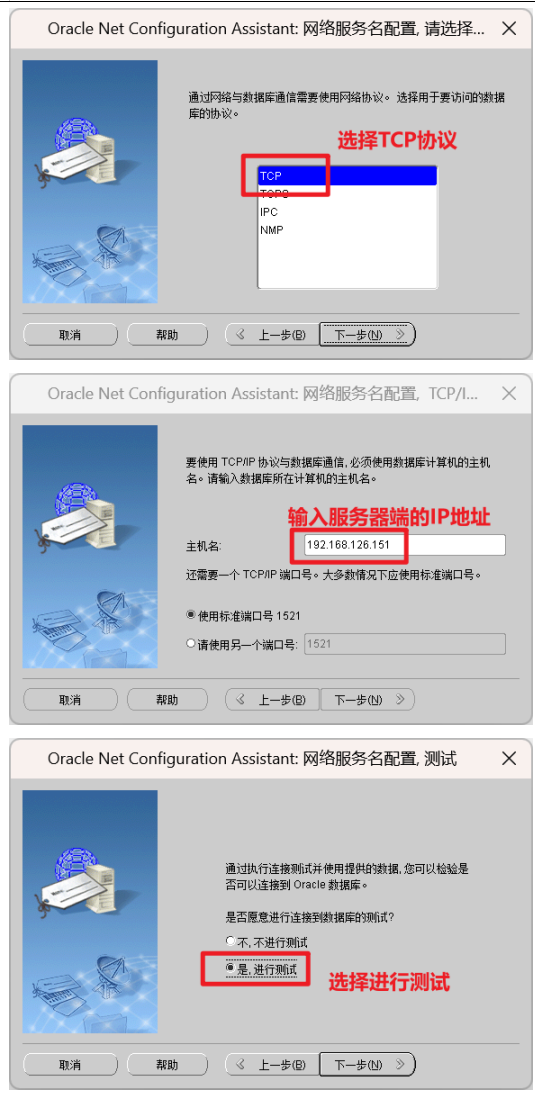 Oracle Net Configuration Assistant: 网络服务名配置, 请选择...
通过网络与数据库通信需要使用网络协议。 选择用于要访问的数据
库的协议。
选择TCP协议
TCP
TCPS
IPC
NMP
取消
帮助
上一步(B)
下一步(N)
Oracle Net Configuration Assistant: 网络服务名配置, TCP/I...
要使用 TCP/IP 协议与数据库通信, 必须使用数据库计算机的主机
名。请输入数据库所在计算机的主机名。
输入服务器端的IP地址
主机名:
192.168.126.151
还需要一个 TCP/IP 端口号。大多数情况下应使用标准端口号。
使用标准端口号 1521
请使用另一个端口号:
1521
取消
帮助
上一步(B)
下一步(N)
Oracle Net Configuration Assistant: 网络服务名配置, 测试
通过执行连接测试并使用提供的数据, 您可以检验是
否可以连接到 Oracle 数据库。
是否愿意进行连接到数据库的测试?
不, 不进行测试
是, 进行测试
选择进行测试
取消
帮助
上一步(B)
下一步(N)